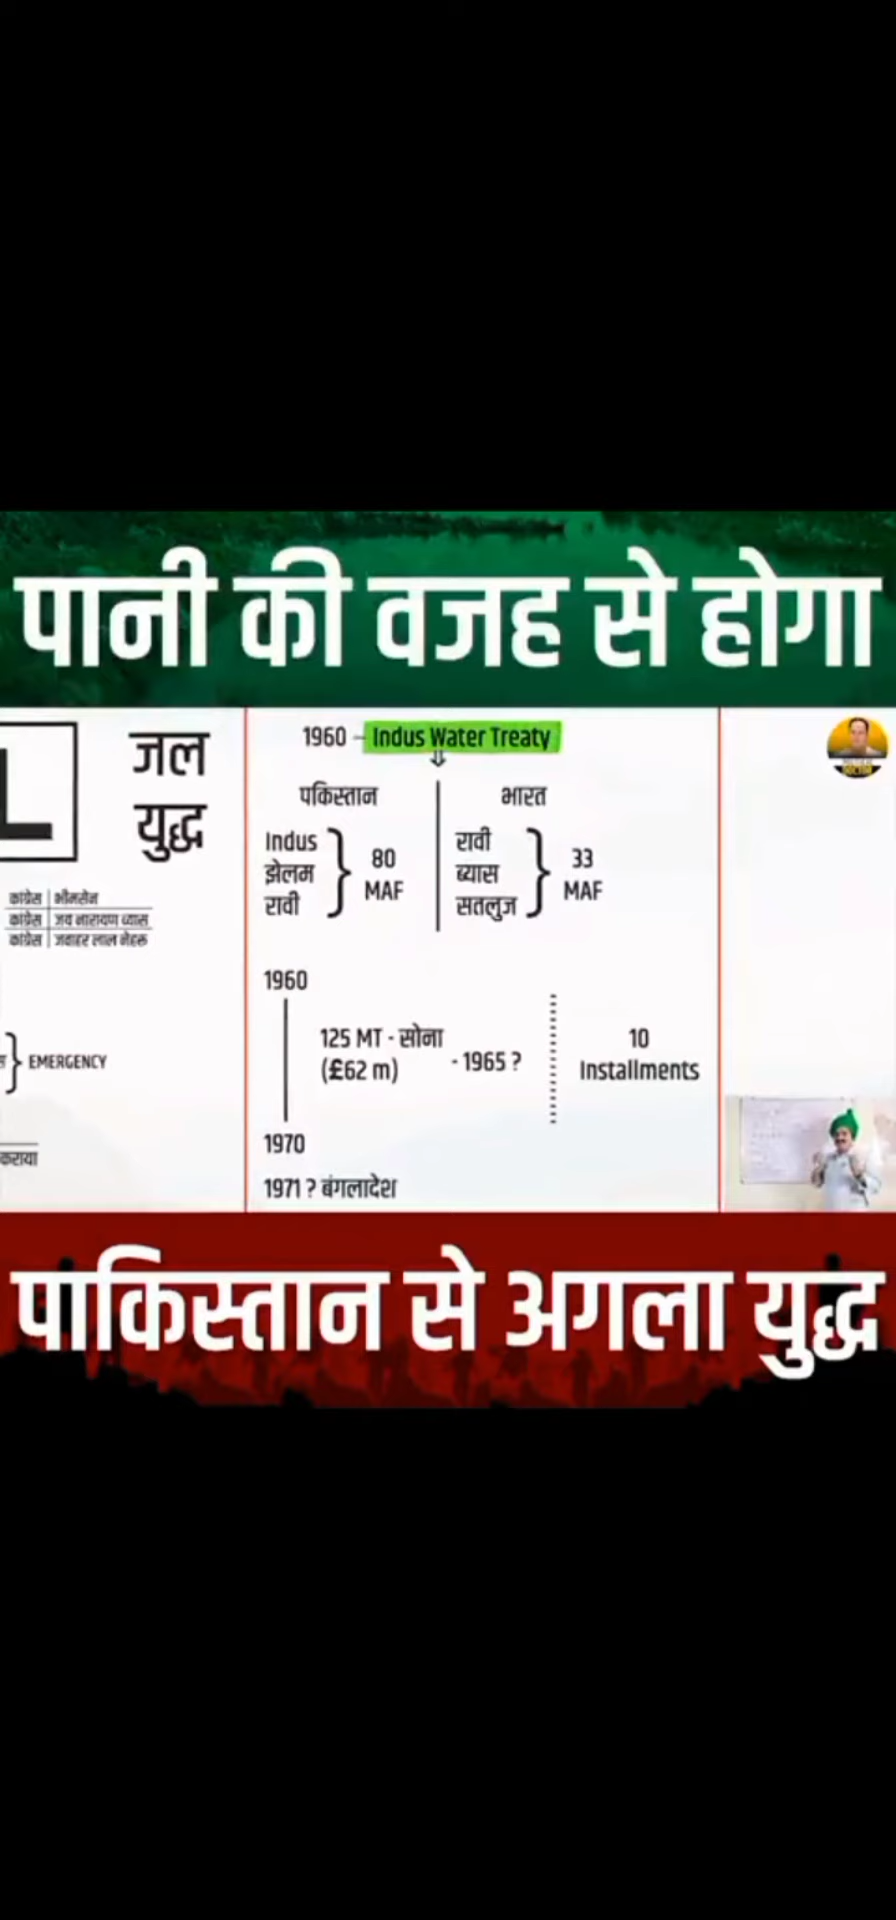 पानी की वजह से होगा
L
जल
युद्ध
कांग्रेस भीमसेन
कांग्रेस जय नारायण व्यास
कांग्रेस जवाहर लाल नेहरू
} EMERGENCY
कराया
1960 – Indus Water Treaty
⇓
पकिस्तान
Indus
झेलम
रावी
} 80 MAF
भारत
रावी
ब्यास
सतलुज
} 33 MAF
1960
125 MT - सोना
(£62 m)
- 1965 ?
10
Installments
1970
1971 ? बंगलादेश
DOCTOR
पाकिस्तान से अगला युद्ध